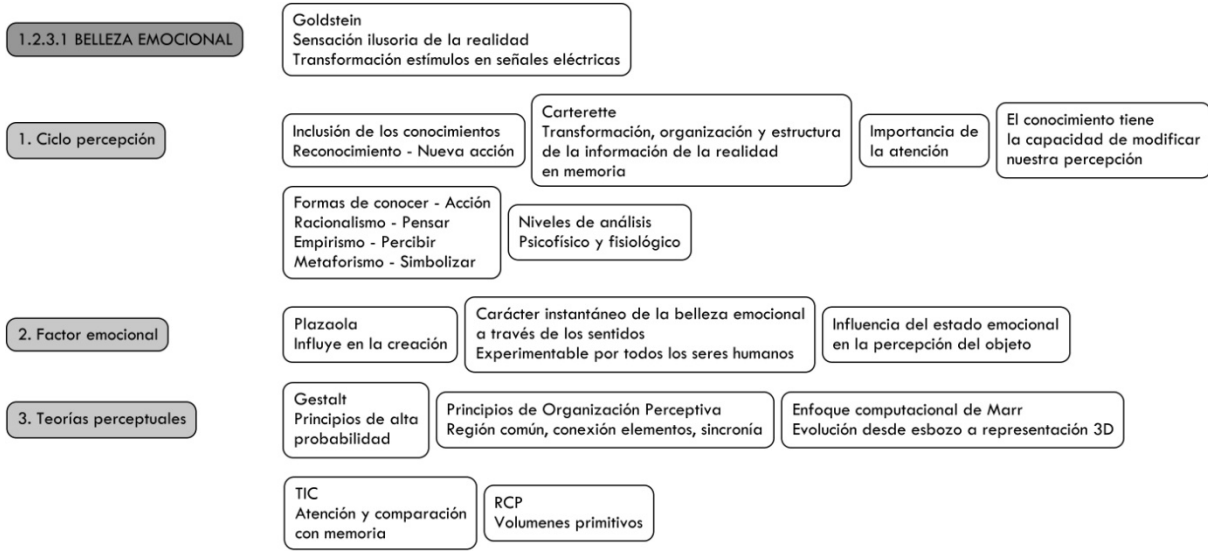 1.2.3.1 BELLEZA EMOCIONAL
Goldstein
Sensación ilusoria de la realidad
Transformación estímulos en señales eléctricas
1. Ciclo percepción
Inclusión de los conocimientos
Reconocimiento - Nueva acción
Carterette
Transformación, organización y estructura
de la información de la realidad
en memoria
Importancia de
la atención
El conocimiento tiene
la capacidad de modificar
nuestra percepción
Formas de conocer - Acción
Racionalismo - Pensar
Empirismo - Percibir
Metaforismo - Simbolizar
Niveles de análisis
Psicofísico y fisiológico
2. Factor emocional
Plazaola
Influye en la creación
Carácter instantáneo de la belleza emocional
a través de los sentidos
Experimentable por todos los seres humanos
Influencia del estado emocional
en la percepción del objeto
3. Teorías perceptuales
Gestalt
Principios de alta
probabilidad
Principios de Organización Perceptiva
Región común, conexión elementos, sincronía
Enfoque computacional de Marr
Evolución desde esbozo a representación 3D
TIC
Atención y comparación
con memoria
RCP
Volumenes primitivos